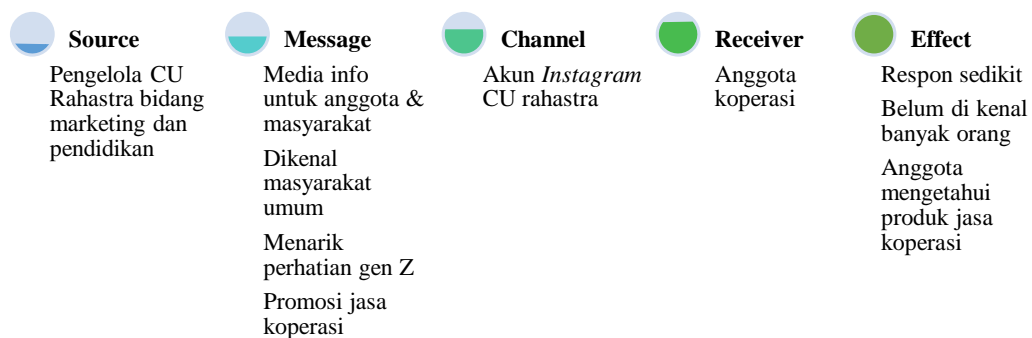 Source
Pengelola CU
Rahastra bidang
marketing dan
pendidikan
Message
Media info
untuk anggota &
masyarakat
Dikenal
masyarakat
umum
Menarik
perhatian gen Z
Promosi jasa
koperasi
Channel
Akun Instagram
CU rahastra
Receiver
Anggota
koperasi
Effect
Respon sedikit
Belum di kenal
banyak orang
Anggota
mengetahui
produk jasa
koperasi